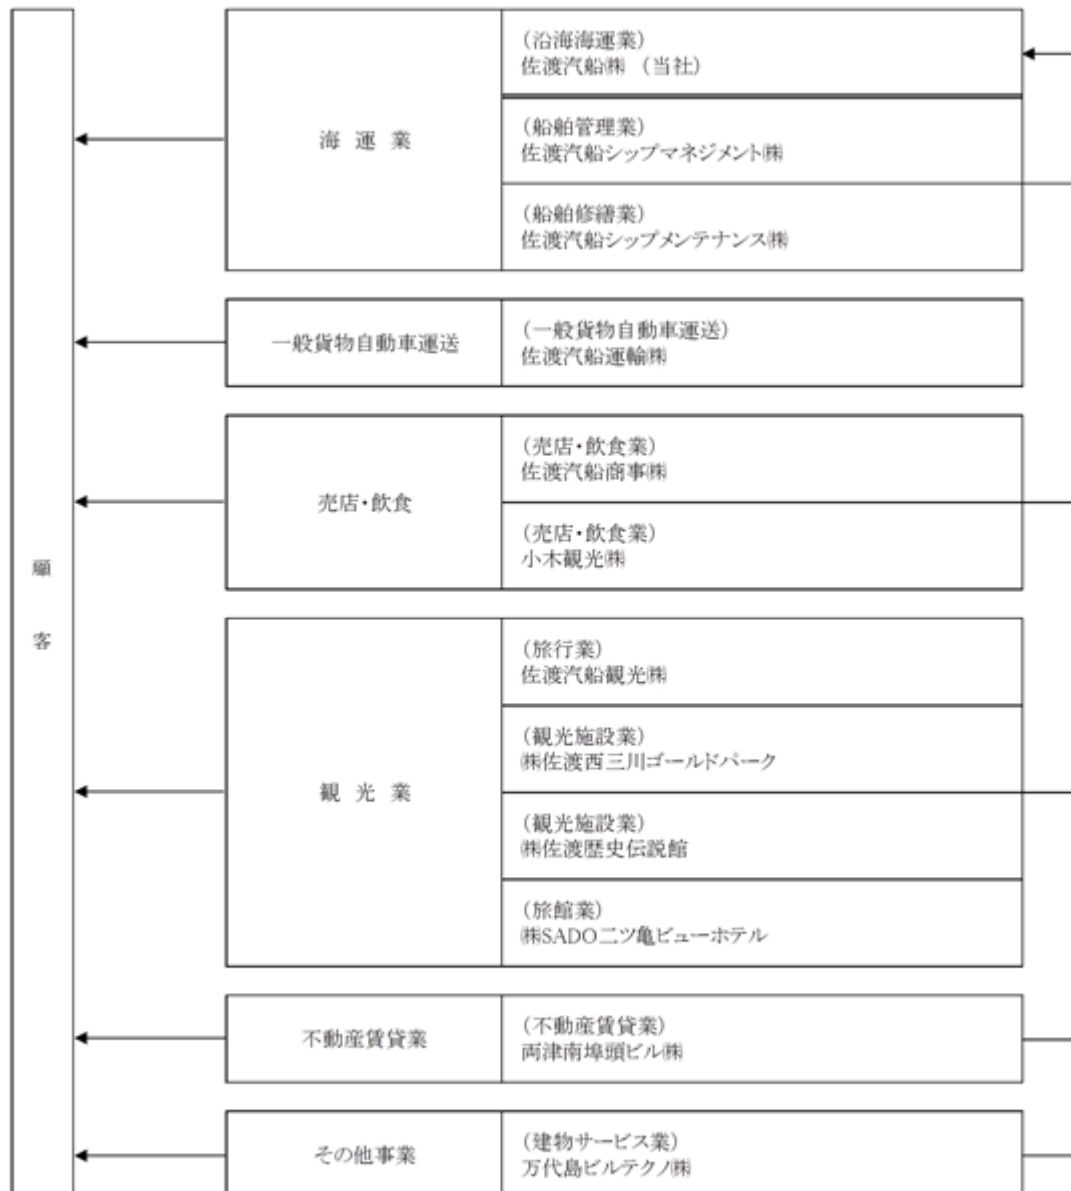 海運業
(沿海海運業)
佐渡汽船㈱ (当社)
(船舶管理業)
佐渡汽船シップマネジメント㈱
(船舶修繕業)
佐渡汽船シップメンテナンス㈱
一般貨物自動車運送
(一般貨物自動車運送)
佐渡汽船運輸㈱
売店・飲食
(売店・飲食業)
佐渡汽船商事㈱
(売店・飲食業)
小木観光㈱
顧
客
観光業
(旅行業)
佐渡汽船観光㈱
(観光施設業)
㈱佐渡西三川ゴールドパーク
(観光施設業)
㈱佐渡歴史伝説館
(旅館業)
㈱SADO二ツ亀ビューホテル
不動産賃貸業
(不動産賃貸業)
両津南埠頭ビル㈱
その他事業
(建物サービス業)
万代島ビルテクノ㈱